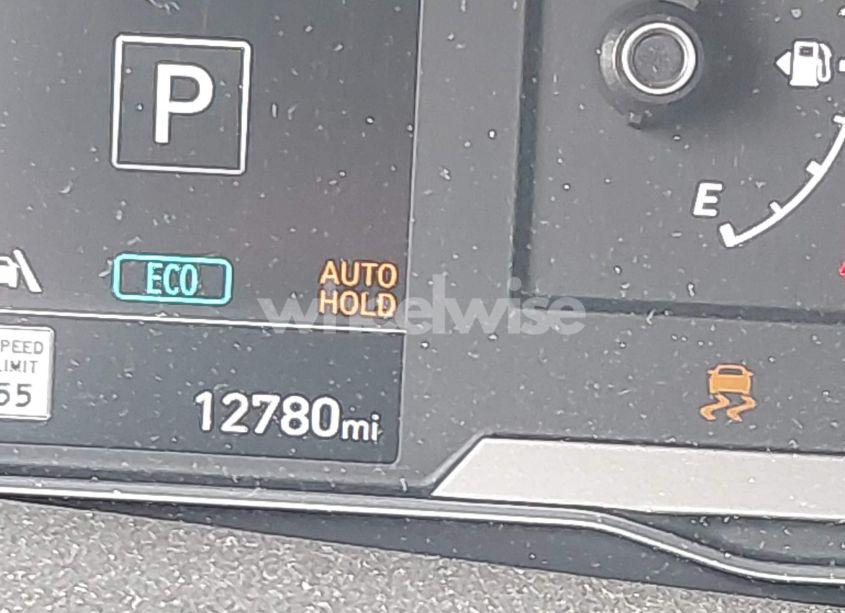 P
E
ECO
AUTO
HOLD
wheelwise
SPEED
LIMIT
55
12780mi